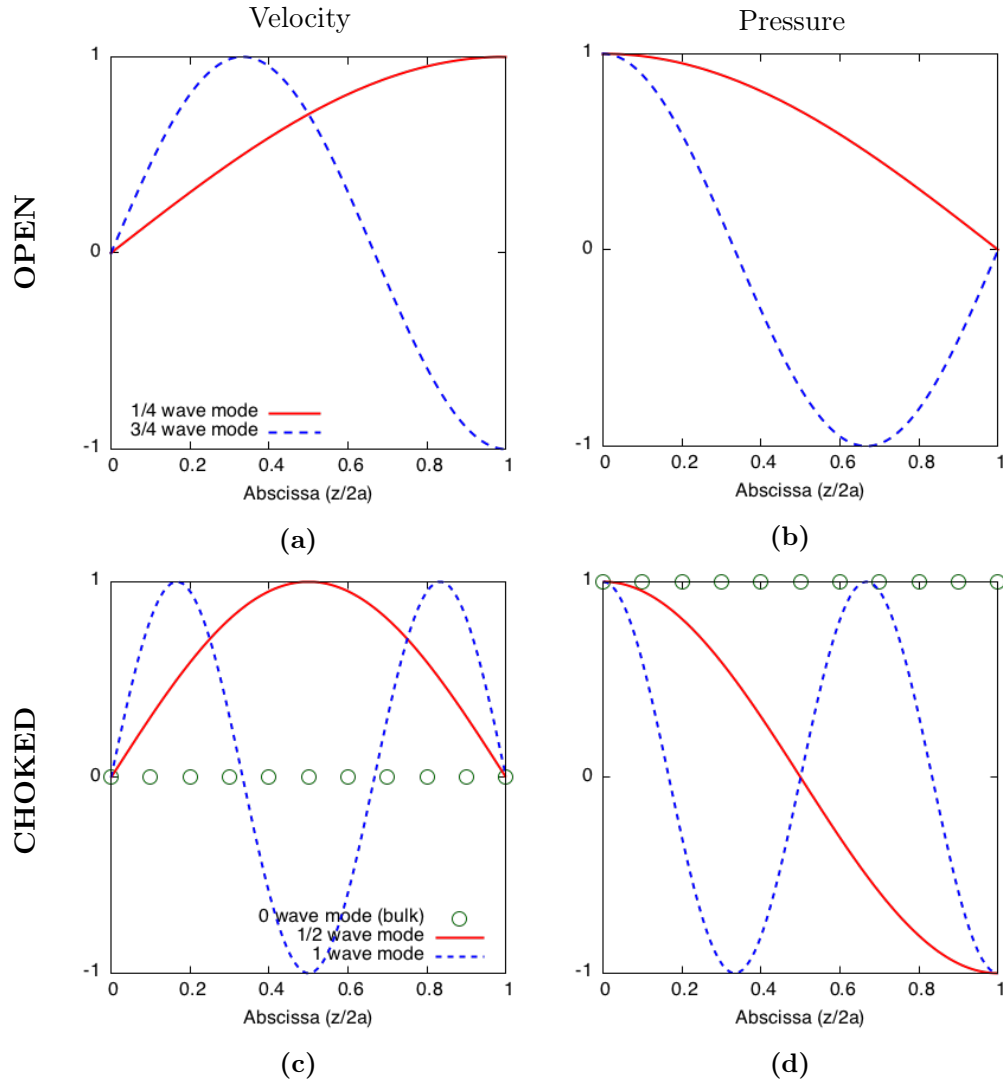 Velocity
Pressure
OPEN
1
0
-1
1/4 wave mode
3/4 wave mode
0 0.2 0.4 0.6 0.8 1
Abscissa (z/2a)
(a)
1
0
-1
0 0.2 0.4 0.6 0.8 1
Abscissa (z/2a)
(b)
CHOKED
1
0
-1
0 wave mode (bulk)
1/2 wave mode
1 wave mode
0 0.2 0.4 0.6 0.8 1
Abscissa (z/2a)
(c)
1
0
-1
0 0.2 0.4 0.6 0.8 1
Abscissa (z/2a)
(d)